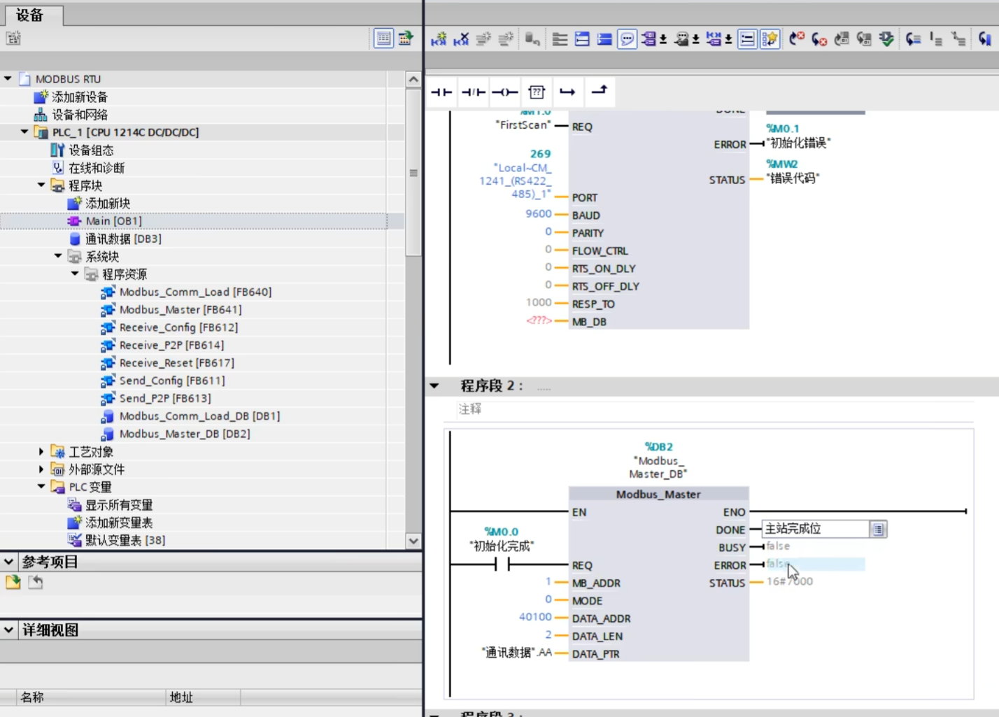 设备
MODBUS RTU
添加新设备
设备和网络
PLC_1 [CPU 1214C DC/DC/DC]
设备组态
在线和诊断
程序块
添加新块
Main [OB1]
通讯数据 [DB3]
系统块
程序资源
Modbus_Comm_Load [FB640]
Modbus_Master [FB641]
Receive_Config [FB612]
Receive_P2P [FB614]
Receive_Reset [FB617]
Send_Config [FB611]
Send_P2P [FB613]
Modbus_Comm_Load_DB [DB1]
Modbus_Master_DB [DB2]
工艺对象
外部源文件
PLC 变量
显示所有变量
添加新变量表
默认变量表 [38]
参考项目
详细视图
名称 地址
%M1.0 DONE
"FirstScan" REQ
%M0.1
ERROR "初始化错误"
%MW2
STATUS "错误代码"
269
"Local~CM_
1241_(RS422_
485)_1" PORT
9600 BAUD
0 PARITY
0 FLOW_CTRL
0 RTS_ON_DLY
0 RTS_OFF_DLY
1000 RESP_TO
<???> MB_DB
程序段 2： .....
注释
%DB2
"Modbus_
Master_DB"
Modbus_Master
EN ENO
DONE 主站完成位
%M0.0
"初始化完成"
BUSY false
REQ ERROR false
1 MB_ADDR STATUS 16#7000
0 MODE
40100 DATA_ADDR
2 DATA_LEN
"通讯数据".AA DATA_PTR
程序段 3：